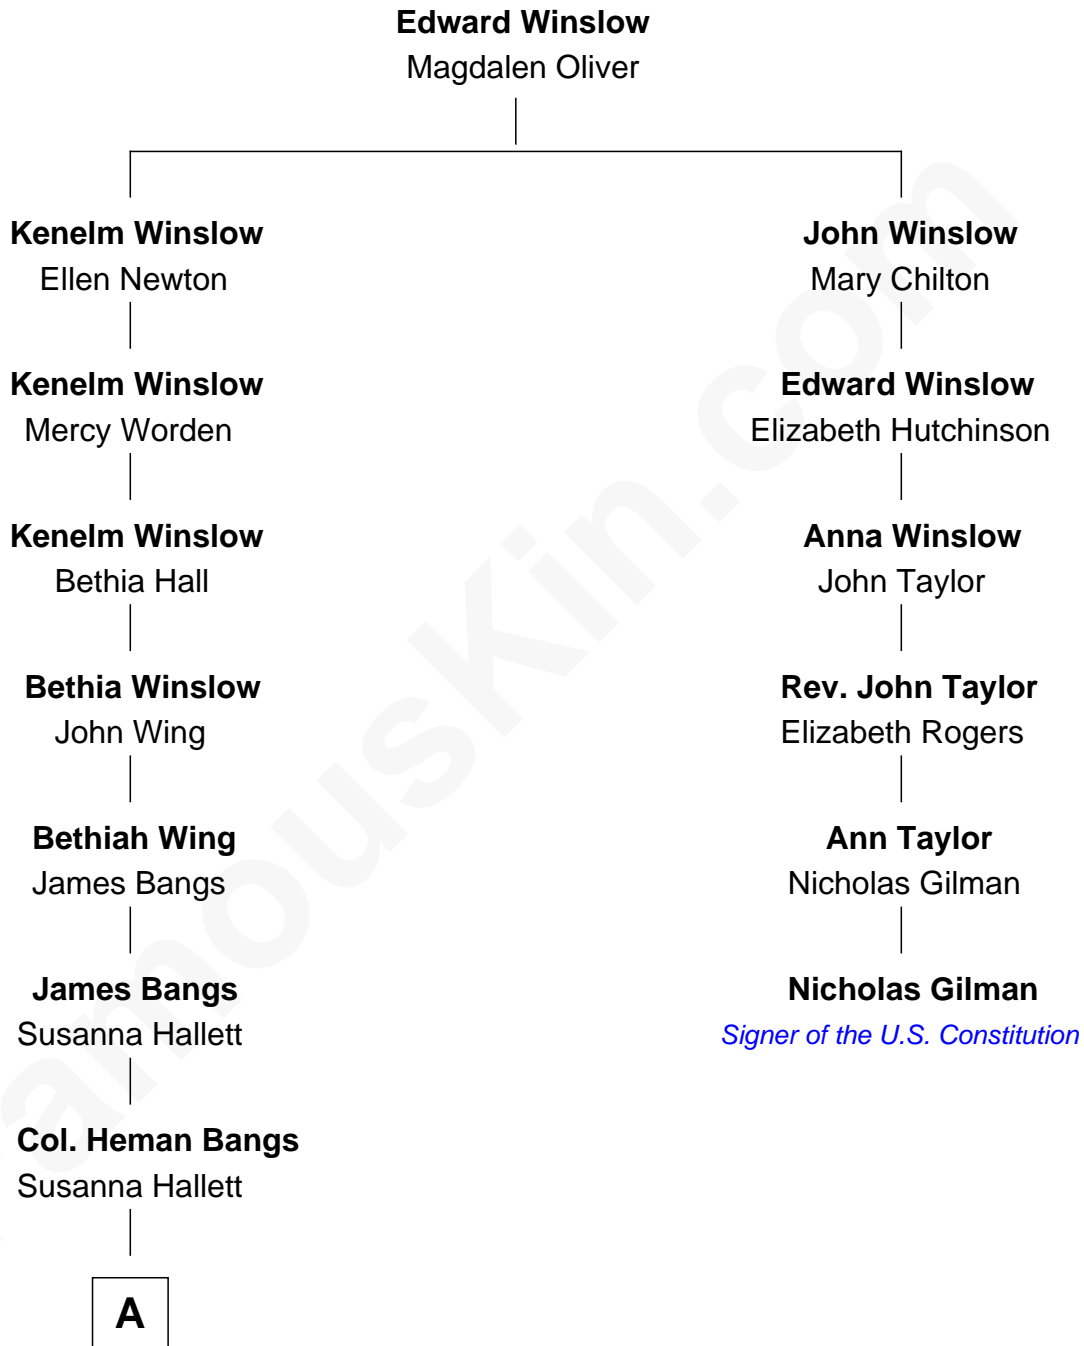 Edward Winslow
Magdalen Oliver
Kenelm Winslow
Ellen Newton
John Winslow
Mary Chilton
Kenelm Winslow
Mercy Worden
Edward Winslow
Elizabeth Hutchinson
Kenelm Winslow
Bethia Hall
Anna Winslow
John Taylor
Bethia Winslow
John Wing
Rev. John Taylor
Elizabeth Rogers
Bethiah Wing
James Bangs
Ann Taylor
Nicholas Gilman
James Bangs
Susanna Hallett
Nicholas Gilman
Signer of the U.S. Constitution
Col. Heman Bangs
Susanna Hallett
A
amouskin.com